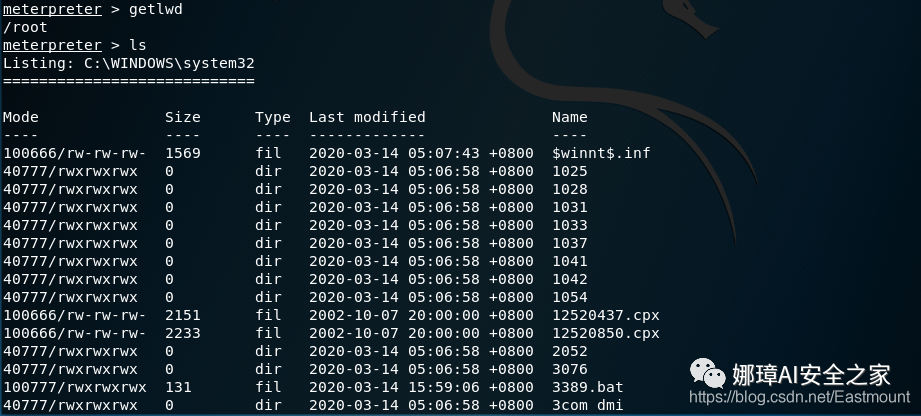 meterpreter > getlwd
/root
meterpreter > ls
Listing: C:\WINDOWS\system32
============================
Mode Size Type Last modified Name
---- ---- ---- ------------- ----
100666/rw-rw-rw- 1569 fil 2020-03-14 05:07:43 +0800 $winnt$.inf
40777/rwxrwxrwx 0 dir 2020-03-14 05:06:58 +0800 1025
40777/rwxrwxrwx 0 dir 2020-03-14 05:06:58 +0800 1028
40777/rwxrwxrwx 0 dir 2020-03-14 05:06:58 +0800 1031
40777/rwxrwxrwx 0 dir 2020-03-14 05:06:58 +0800 1033
40777/rwxrwxrwx 0 dir 2020-03-14 05:06:58 +0800 1037
40777/rwxrwxrwx 0 dir 2020-03-14 05:06:58 +0800 1041
40777/rwxrwxrwx 0 dir 2020-03-14 05:06:58 +0800 1042
40777/rwxrwxrwx 0 dir 2020-03-14 05:06:58 +0800 1054
100666/rw-rw-rw- 2151 fil 2002-10-07 20:00:00 +0800 12520437.cpx
100666/rw-rw-rw- 2233 fil 2002-10-07 20:00:00 +0800 12520850.cpx
40777/rwxrwxrwx 0 dir 2020-03-14 05:06:58 +0800 2052
40777/rwxrwxrwx 0 dir 2020-03-14 05:06:58 +0800 3076
100777/rwxrwxrwx 131 fil 2020-03-14 15:59:06 +0800 3389.bat
40777/rwxrwxrwx 0 dir 2020-03-14 05:06:58 +0800 3com_dmi
娜璋AI安全之家
https://blog.csdn.net/Eastmount